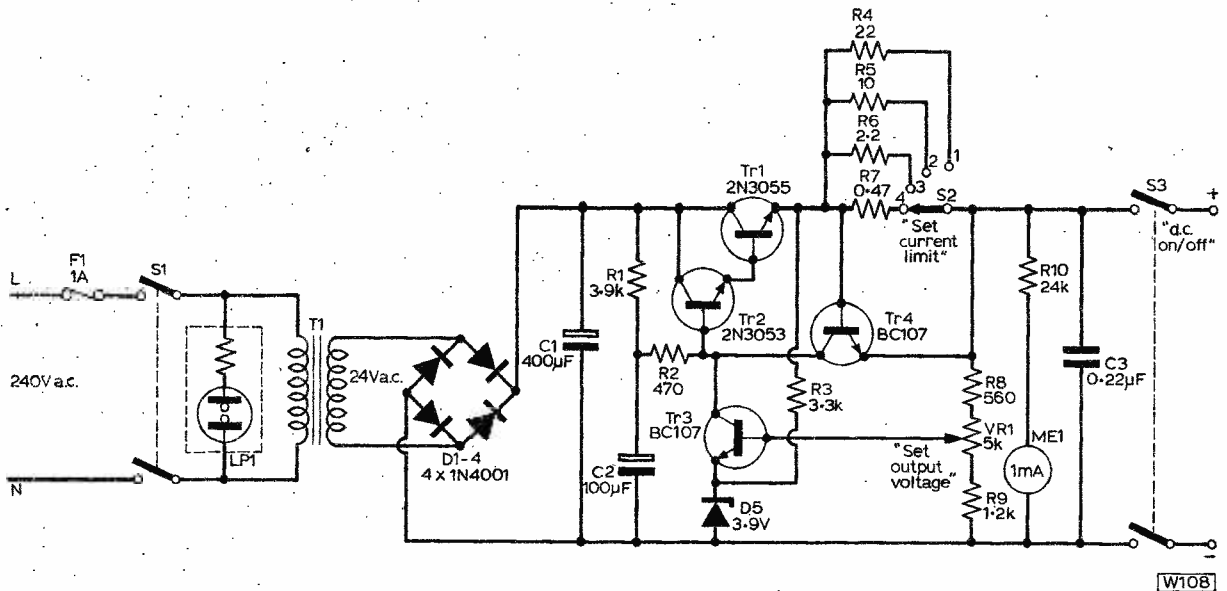 R4
22
R5
10
R6
2·2
R7
0·47
1
2
3
4
S2
"Set
current
limit"
S3
+
"d.c.
on/off"
Tr1
2N3055
F1
1A
L
S1
R1
3·9k
Tr2
2N3053
Tr4
BC107
R10
24k
T1
240V a.c.
24V a.c.
C1
400µF
R2
470
R3
3·3k
R8
560
C3
0·22µF
Tr3
BC107
VR1
5k
ME1
1mA
"Set
output
voltage"
LP1
D1-4
4 x 1N4001
C2
100µF
R9
1·2k
N
D5
3·9V
-
W108